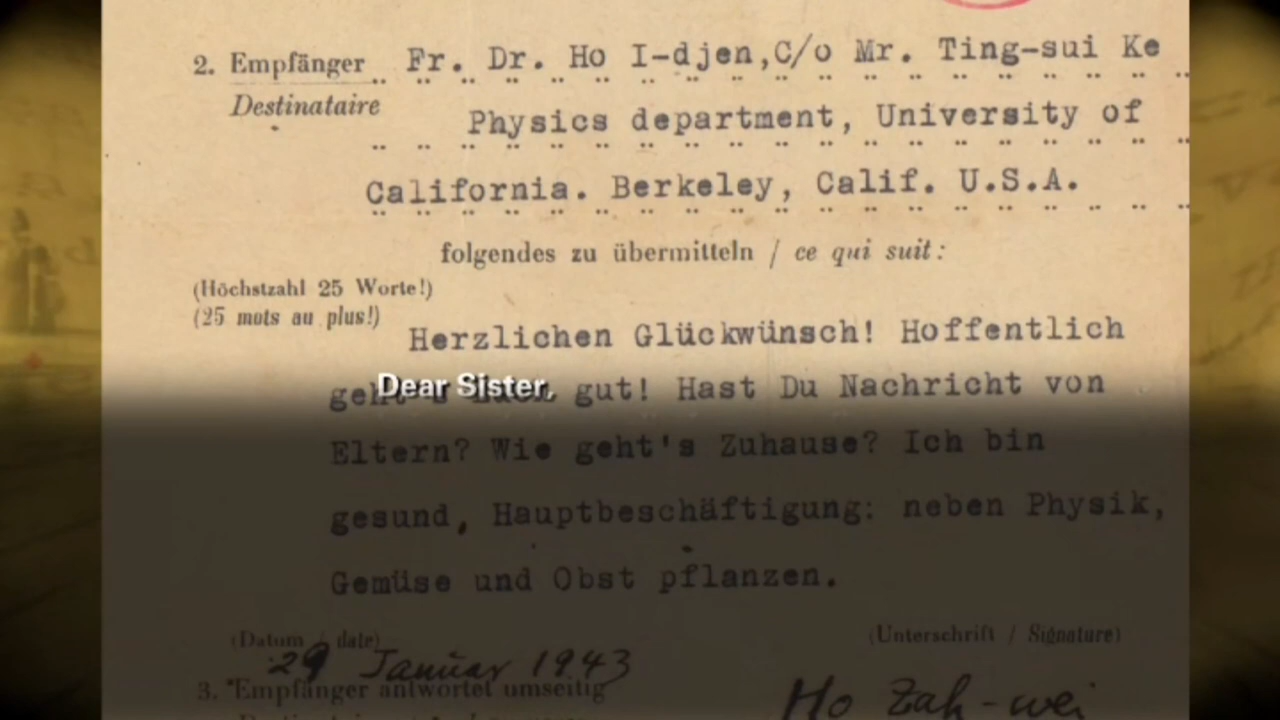 2. Empfänger Fr. Dr. Ho I-djen,C/o Mr. Ting-sui Ke
Destinataire Physics department, University of
California. Berkeley, Calif. U.S.A.
folgendes zu übermitteln / ce qui suit:
(Höchstzahl 25 Worte!)
(25 mots au plus!)
Herzlichen Glückwünsch! Hoffentlich
Dear Sister,
gut! Hast Du Nachricht von
Eltern? Wie geht's Zuhause? Ich bin
gesund, Hauptbeschäftigung: neben Physik,
Gemüse und Obst pflanzen.
(Datum / date) (Unterschrift / Signature)
29 Januar 1943
3. Empfänger antwortet umseitig
Ho Zah-wei